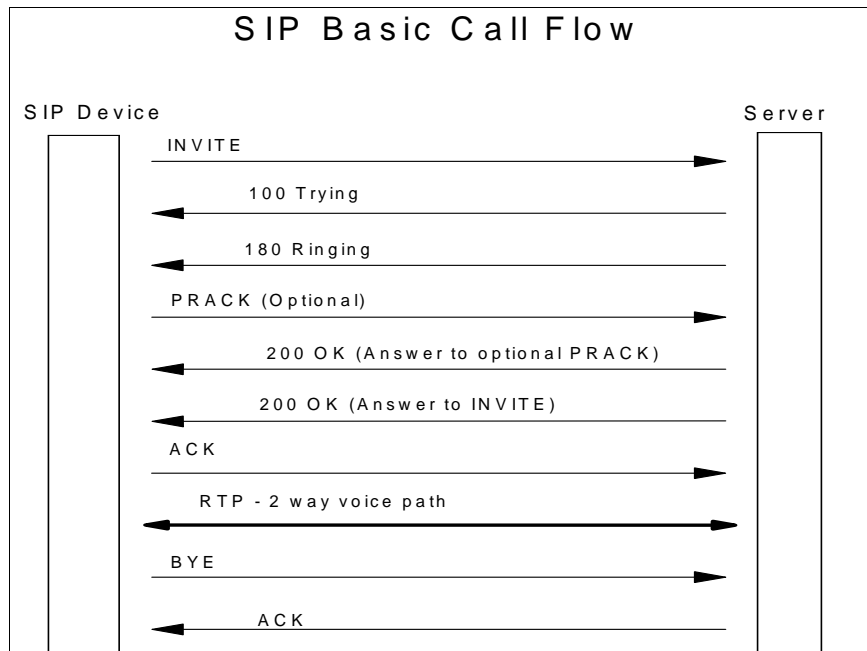 SIP Basic Call Flow
SIP Device
Server
INVITE
100 Trying
180 Ringing
PRACK (Optional)
200 OK (Answer to optional PRACK)
200 OK (Answer to INVITE)
ACK
RTP - 2 way voice path
BYE
ACK